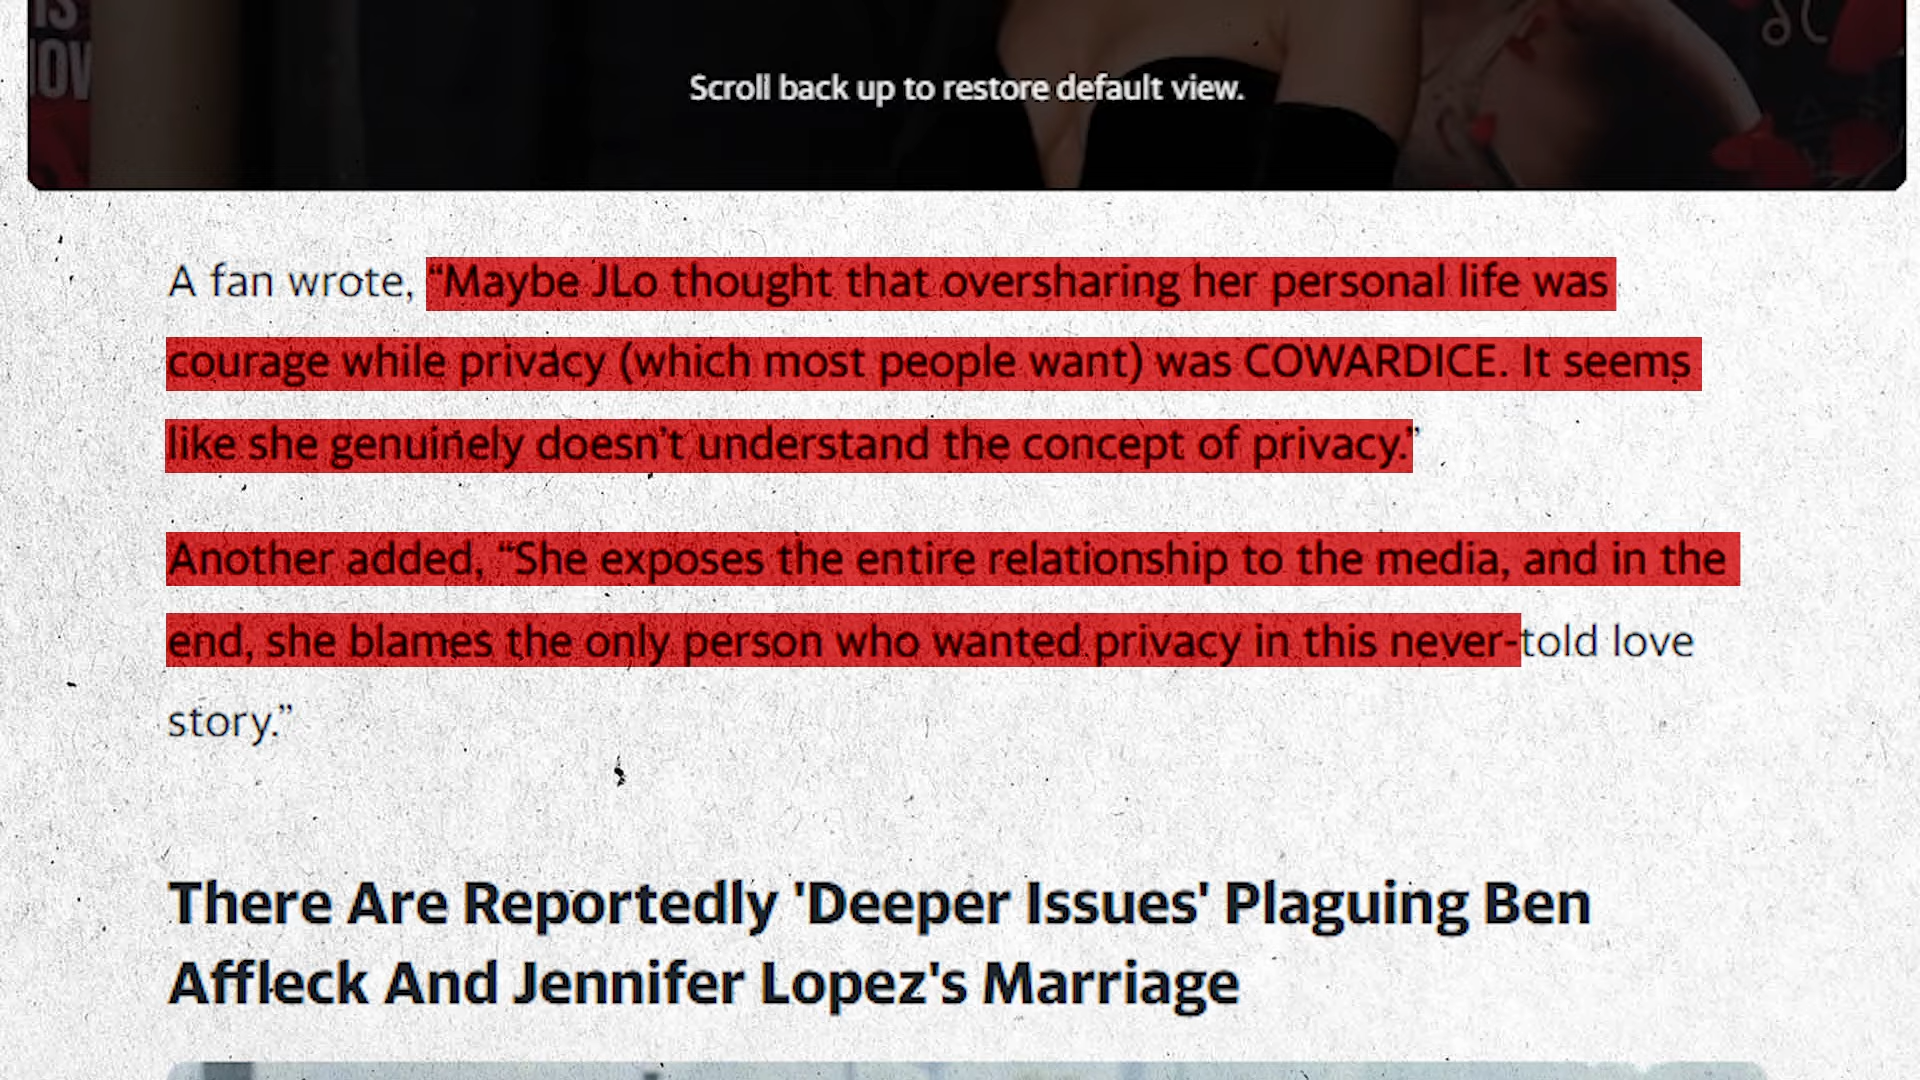 IS
JOV
Scroll back up to restore default view.
A fan wrote, “Maybe JLo thought that oversharing her personal life was
courage while privacy (which most people want) was COWARDICE. It seems
like she genuinely doesn’t understand the concept of privacy.”
Another added, “She exposes the entire relationship to the media, and in the
end, she blames the only person who wanted privacy in this never-told love
story.”
There Are Reportedly 'Deeper Issues' Plaguing Ben
Affleck And Jennifer Lopez's Marriage